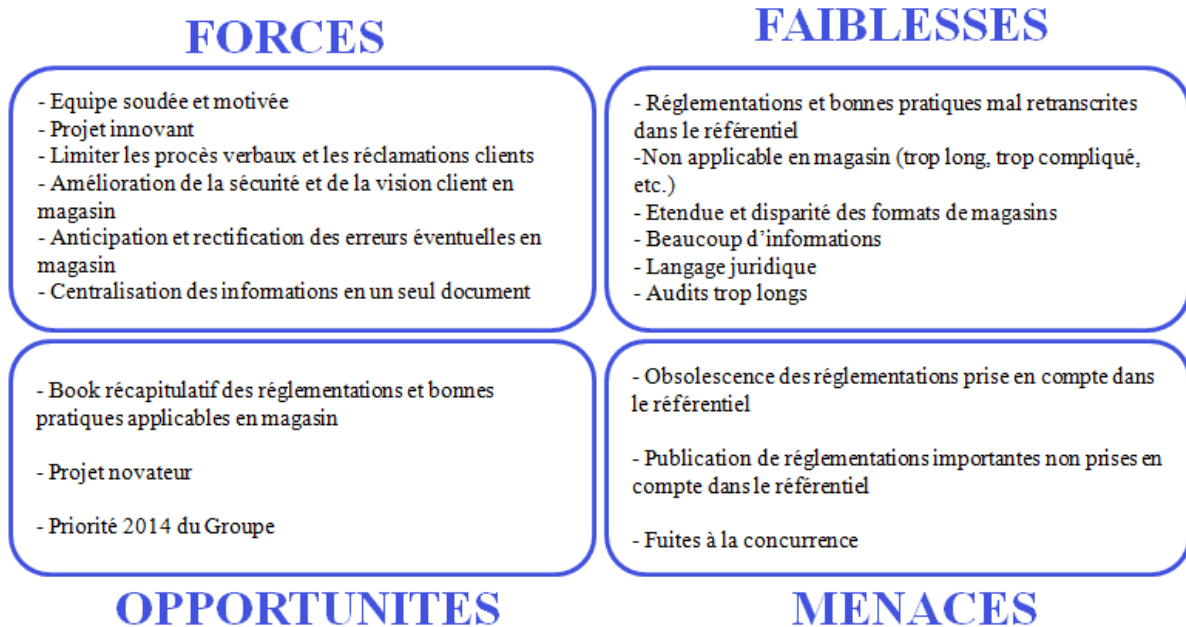 FORCES
- Equipe soudée et motivée
- Projet innovant
- Limiter les procès verbaux et les réclamations clients
- Amélioration de la sécurité et de la vision client en
magasin
- Anticipation et rectification des erreurs éventuelles en
magasin
- Centralisation des informations en un seul document
FAIBLESSES
- Réglementations et bonnes pratiques mal retranscrites
dans le référentiel
-Non applicable en magasin (trop long, trop compliqué,
etc.)
- Etendue et disparité des formats de magasins
- Beaucoup d’informations
- Langage juridique
- Audits trop longs
- Book récapitulatif des réglementations et bonnes
pratiques applicables en magasin
- Projet novateur
- Priorité 2014 du Groupe
OPPORTUNITES
- Obsolescence des réglementations prise en compte dans
le référentiel
- Publication de réglementations importantes non prises en
compte dans le référentiel
- Fuites à la concurrence
MENACES